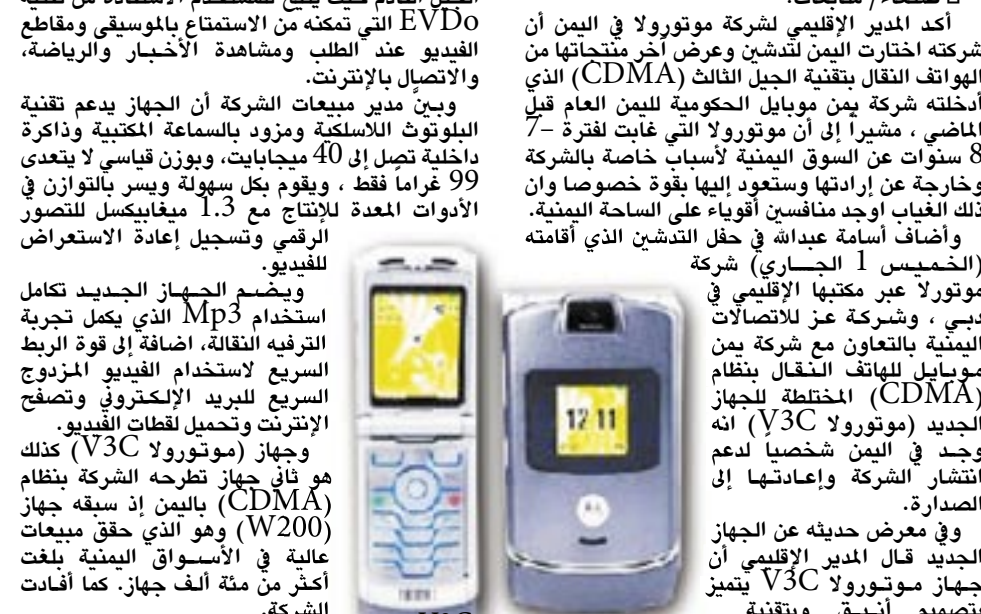 أكد المدير الإقليمي لشركة موتورولا في اليمن أن
شركته اختارت اليمن لتدشين وعرض آخر منتجاتها من
الهواتف النقال بتقنية الجيل الثالث (CDMA) الذي
أدخلته شركة يمن موبايل الحكومية لليمن العام قبل
الماضي ، مشيراً إلى أن موتورولا التي غابت لفترة 7–
8 سنوات عن السوق اليمنية لأسباب خاصة بالشركة
وخارجة عن إرادتها وستعود إليها بقوة خصوصا وان
ذلك الغياب اوجد منافسين أقوياء على الساحة اليمنية.
وأضاف أسامة عبدالله في حفل التدشين الذي أقامته
(الخميس 1 الجاري) شركة
موتورلا عبر مكتبها الإقليمي في
دبي ، وشركة عز للاتصالات
اليمنية بالتعاون مع شركة يمن
موبايل للهاتف النقال بنظام
(CDMA) المختلطة للجهاز
الجديد (موتورولا V3C) انه
وجد في اليمن شخصياً لدعم
انتشار الشركة وإعادتها إلى
الصدارة.
وفي معرض حديثه عن الجهاز
الجديد قال المدير الإقليمي أن
جهاز موتورولا V3C يتميز
بتصميم أنيق وبتقنية
EVDo التي تمكنه من الاستمتاع بالموسيقى ومقاطع
الفيديو عند الطلب ومشاهدة الأخبار والرياضة،
والاتصال بالإنترنت.
وبين مدير مبيعات الشركة أن الجهاز يدعم تقنية
البلوتوث اللاسلكية ومزود بالسماعة المكتبية وذاكرة
داخلية تصل إلى 40 ميجابايت، وبوزن قياسي لا يتعدى
99 غراماً فقط ، ويقوم بكل سهولة ويسر بالتوازن في
الأدوات المعدة للإنتاج مع 1.3 ميغابيكسل للتصور
الرقمي وتسجيل إعادة الاستعراض
للفيديو.
ويضم الجهاز الجديد تكامل
استخدام Mp3 الذي يكمل تجربة
الترفيه النقالة، اضافة إلى قوة الربط
السريع لاستخدام الفيديو المزدوج
السريع للبريد الإلكتروني وتصفح
الإنترنت وتحميل لقطات الفيديو.
وجهاز (موتورولا V3C) كذلك
هو ثاني جهاز تطرحه الشركة بنظام
(CDMA) باليمن إذ سبقه جهاز
(W200) وهو الذي حقق مبيعات
عالية في الأسواق اليمنية بلغت
أكثر من مئة ألف جهاز. كما أفادت
الشركة.
12 11